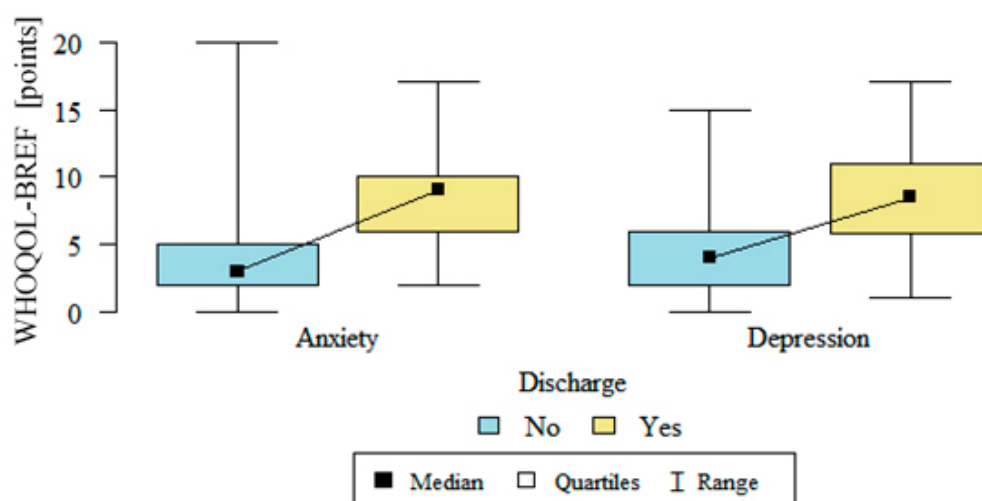 WHOQOL-BREF [points]
20
15
10
5
0
Anxiety Depression
Discharge
No Yes
Median Quartiles Range